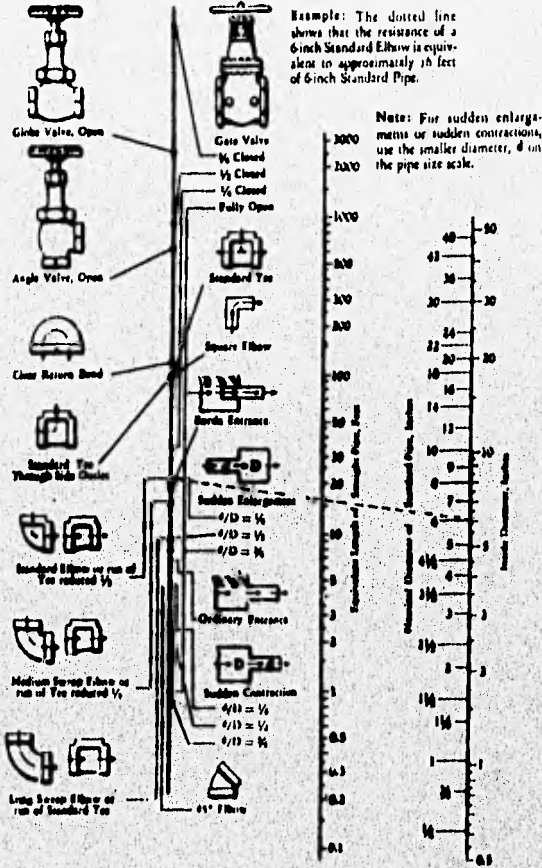 Example: The dotted line
shows that the resistance of a
6-inch Standard Elbow is equiv-
alent to approximately 16 feet
of 6-inch Standard Pipe.
Note: For sudden enlarge-
ments or sudden contractions,
use the smaller diameter, d on
the pipe size scale.
Globe Valve, Open
Gate Valve
¾ Closed
½ Closed
¼ Closed
Fully Open
Angle Valve, Open
Standard Tee
Square Elbow
Close Return Bend
Borda Entrance
Standard Tee
Through Side Outlet
D
Sudden Enlargement
d/D = ¼
d/D = ½
d/D = ¾
Standard Elbow or run of
Tee reduced ½
Ordinary Entrance
Medium Sweep Elbow or
run of Tee reduced ¼
D
Sudden Contraction
d/D = ¼
d/D = ½
d/D = ¾
Long Sweep Elbow or
run of Standard Tee
45° Elbow
3000
2000
1000
500
300
200
100
50
30
20
10
5
3
2
1
0.5
0.3
0.2
0.1
Equivalent Length of Straight Pipe, Feet
48
42
36
30
24
22
20
18
16
14
12
10
9
8
7
6
5
4½
4
3½
3
2½
2
1½
1
¾
½
Nominal Diameter of Standard Pipe, Inches
50
30
20
10
5
3
2
1
0.5
Inside Diameter, Inches